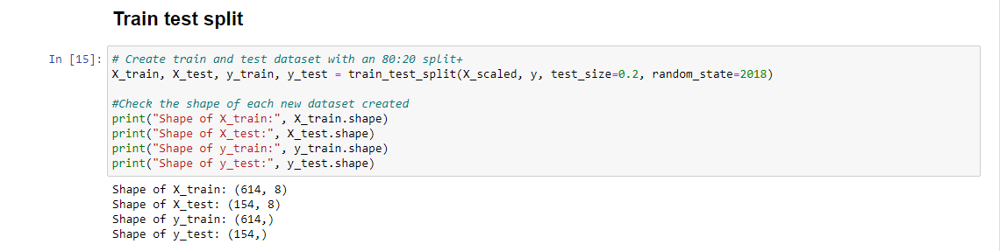 Train test split
In [15]: # Create train and test dataset with an 80:20 split+
X_train, X_test, y_train, y_test = train_test_split(X_scaled, y, test_size=0.2, random_state=2018)
#Check the shape of each new dataset created
print("Shape of X_train:", X_train.shape)
print("Shape of X_test:", X_test.shape)
print("Shape of y_train:", y_train.shape)
print("Shape of y_test:", y_test.shape)
Shape of X_train: (614, 8)
Shape of X_test: (154, 8)
Shape of y_train: (614,)
Shape of y_test: (154,)